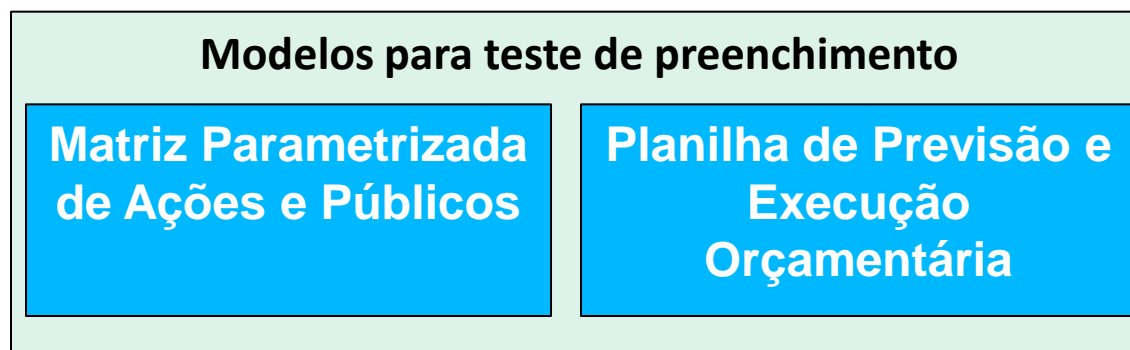 Modelos para teste de preenchimento
Matriz Parametrizada
de Ações e Públicos
Planilha de Previsão e
Execução
Orçamentária